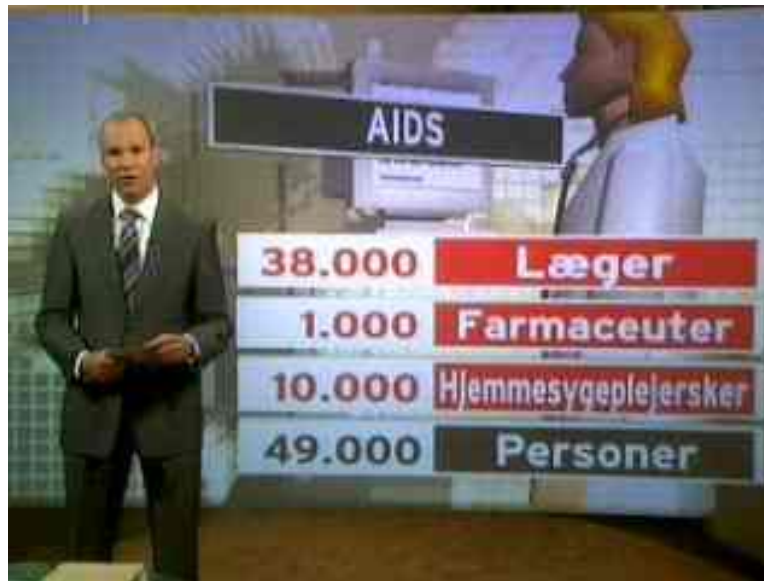 AIDS
38.000 Læger
1.000 Farmaceuter
10.000 Hjemmesygeplejersker
49.000 Personer